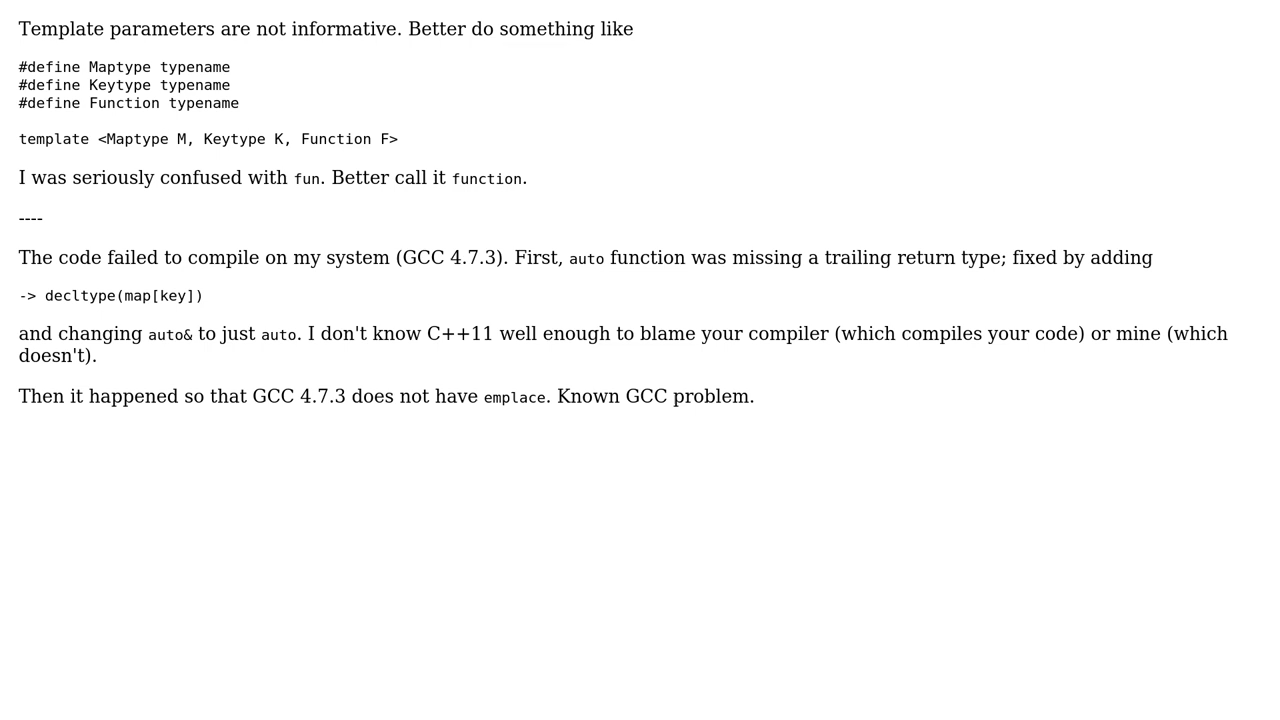 Template parameters are not informative. Better do something like
#define Maptype typename
#define Keytype typename
#define Function typename
template <Maptype M, Keytype K, Function F>
I was seriously confused with fun. Better call it function.
----
The code failed to compile on my system (GCC 4.7.3). First, auto function was missing a trailing return type; fixed by adding
-> decltype(map[key])
and changing auto& to just auto. I don't know C++11 well enough to blame your compiler (which compiles your code) or mine (which
doesn't).
Then it happened so that GCC 4.7.3 does not have emplace. Known GCC problem.